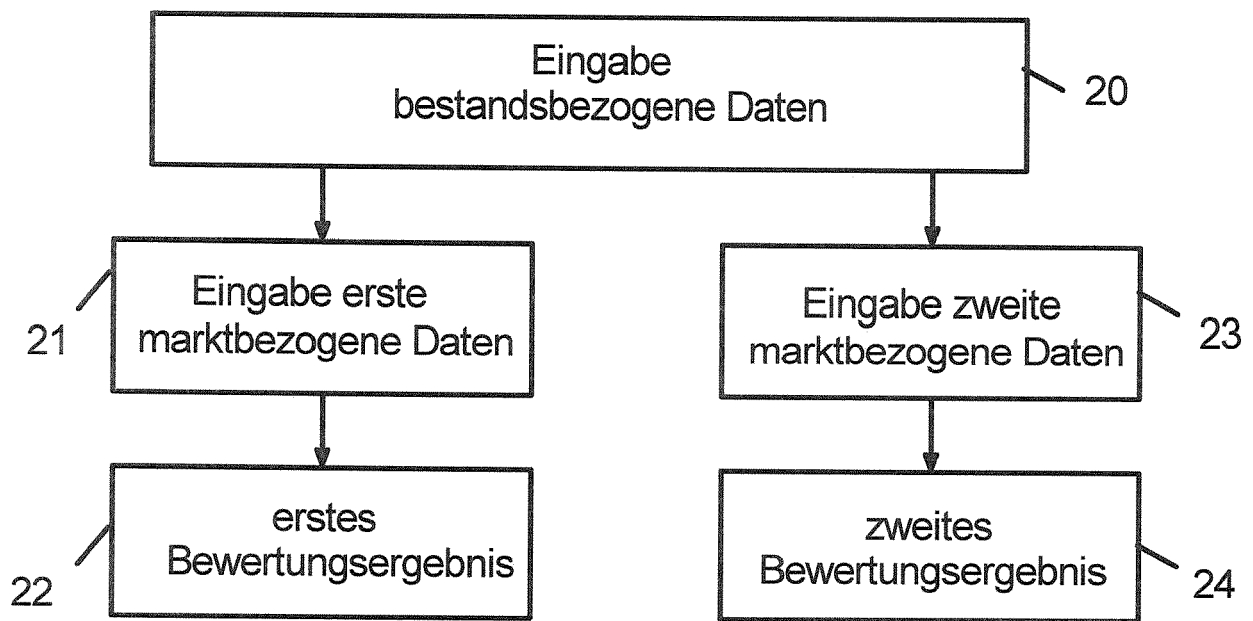 Eingabe
bestandsbezogene Daten
20
Eingabe erste
marktbezogene Daten
21
Eingabe zweite
marktbezogene Daten
23
erstes
Bewertungsergebnis
22
zweites
Bewertungsergebnis
24